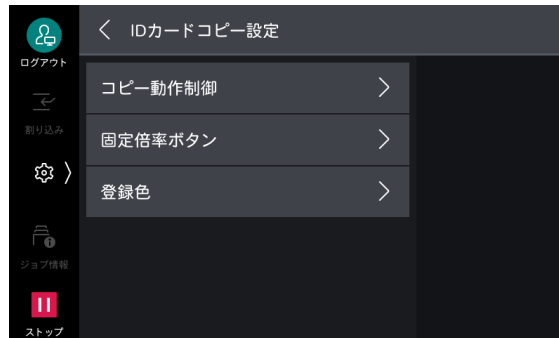 IDカードコピー設定
ログアウト
コピー動作制御
割り込み
固定倍率ボタン
登録色
ジョブ情報
ストップ